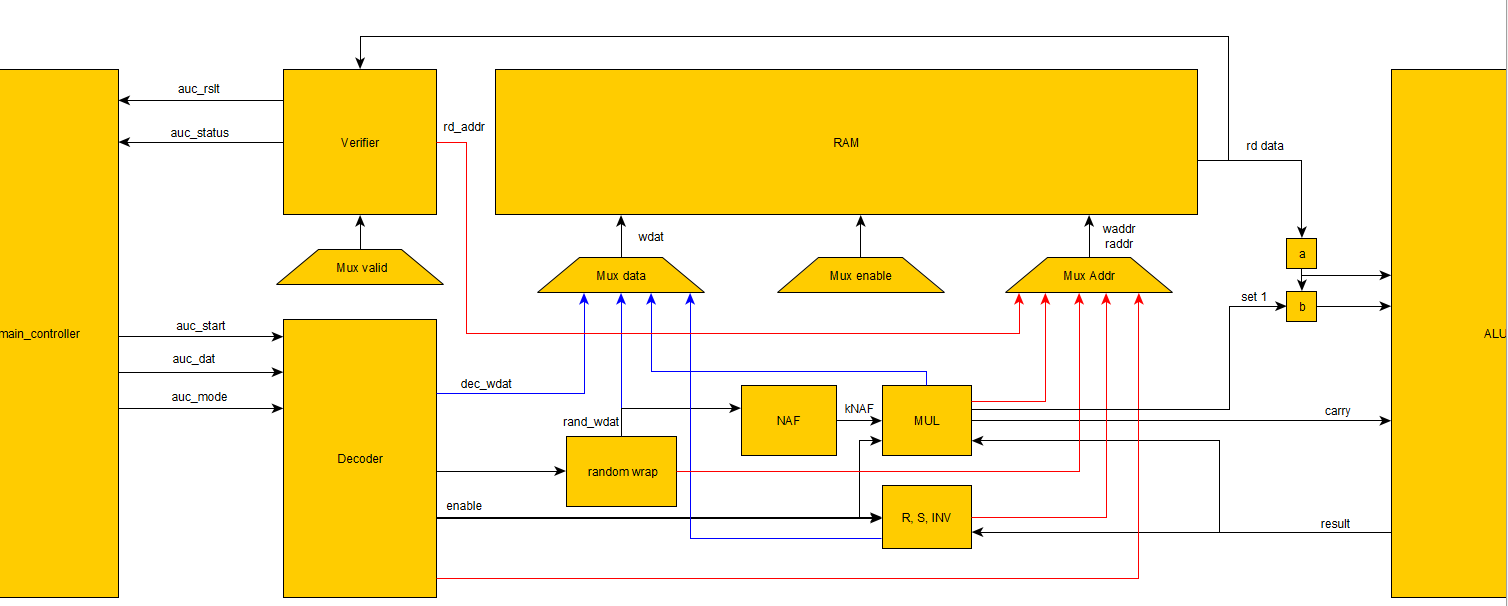 auc_rslt
auc_status
Verifier
rd_addr
RAM
rd data
wdat
waddr
raddr
a
Mux valid
Mux data
Mux enable
Mux Addr
set 1
b
main_controller
auc_start
auc_dat
auc_mode
ALU
dec_wdat
rand_wdat
NAF
kNAF
MUL
carry
Decoder
random wrap
enable
R, S, INV
result